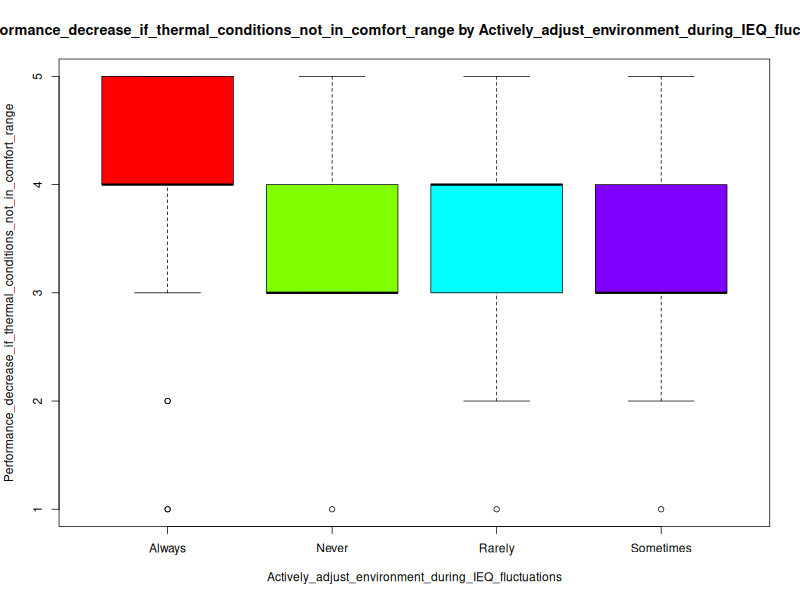 ormance_decrease_if_thermal_conditions_not_in_comfort_range by Actively_adjust_environment_during_IEQ_fluc
Performance_decrease_if_thermal_conditions_not_in_comfort_range
5
4
3
2
1
Always Never Rarely Sometimes
Actively_adjust_environment_during_IEQ_fluctuations